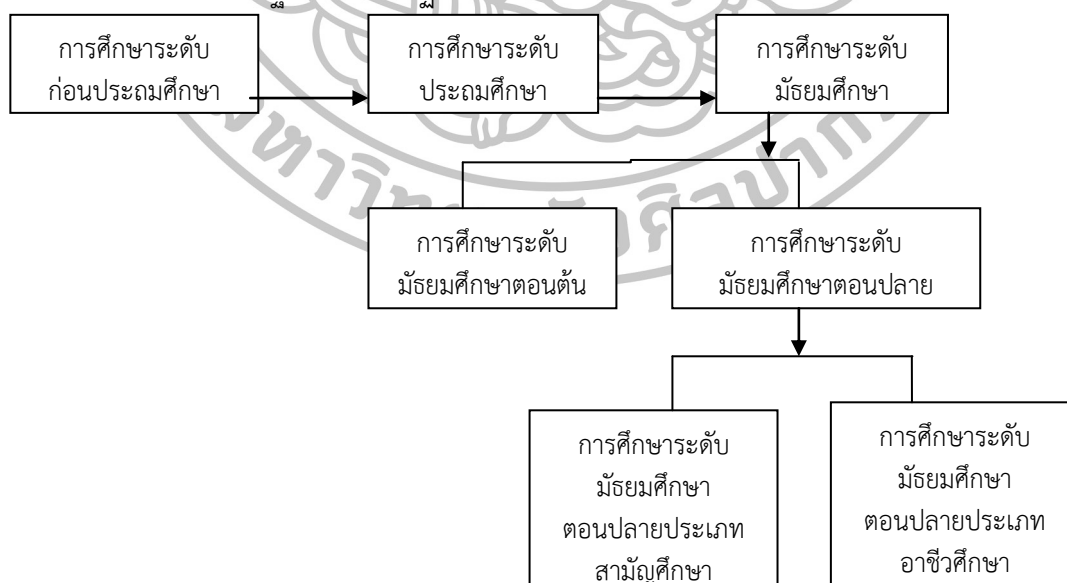 การศึกษาระดับ
ก่อนประถมศึกษา
การศึกษาระดับ
ประถมศึกษา
การศึกษาระดับ
มัธยมศึกษา
การศึกษาระดับ
มัธยมศึกษาตอนต้น
การศึกษาระดับ
มัธยมศึกษาตอนปลาย
การศึกษาระดับ
มัธยมศึกษา
ตอนปลายประเภท
สามัญศึกษา
การศึกษาระดับ
มัธยมศึกษา
ตอนปลายประเภท
อาชีวศึกษา